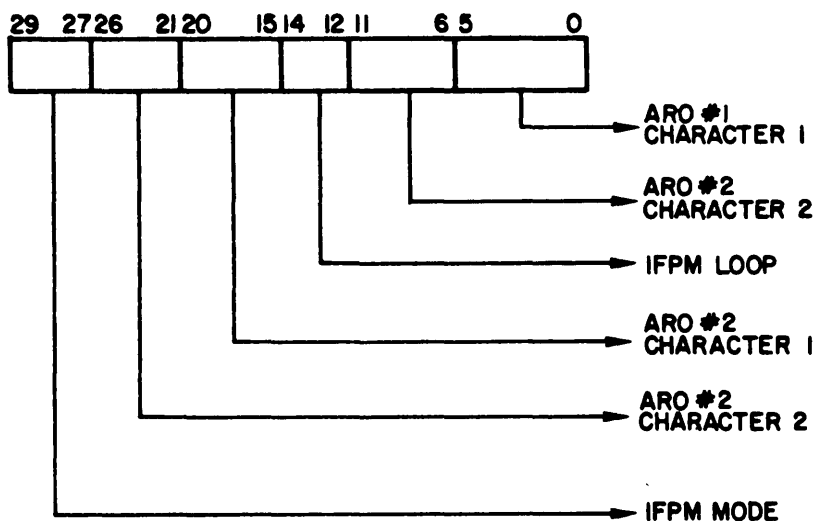 29 27 26 21 20 15 14 12 11 6 5 0
ARO #1
CHARACTER 1
ARO #2
CHARACTER 2
IFPM LOOP
ARO #2
CHARACTER 1
ARO #2
CHARACTER 2
IFPM MODE